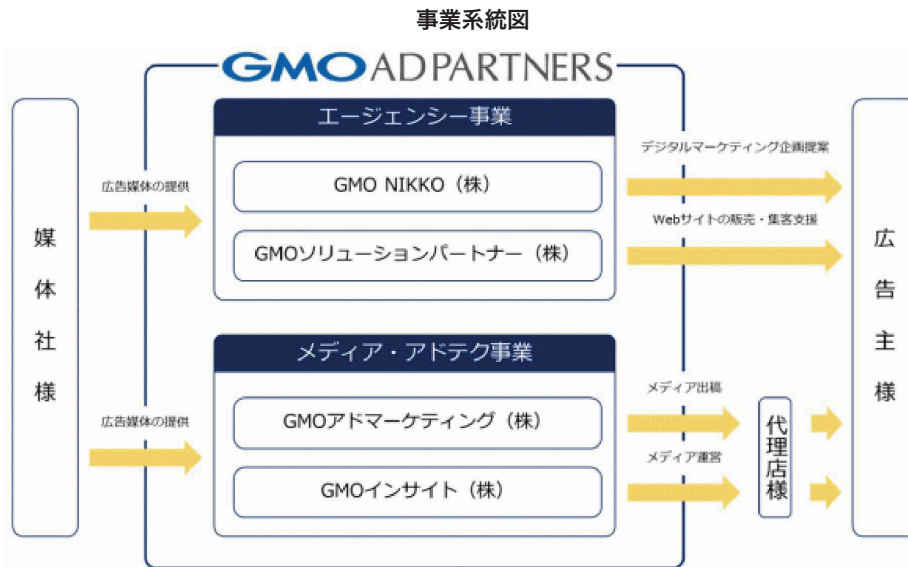 事業系統図
GMO AD PARTNERS
媒体社様
広告媒体の提供
エージェンシー事業
GMO NIKKO（株）
GMOソリューションパートナー（株）
デジタルマーケティング企画提案
Webサイトの販売・集客支援
広告媒体の提供
メディア・アドテク事業
GMOアドマーケティング（株）
GMOインサイト（株）
メディア出稿
メディア運営
代理店様
広告主様